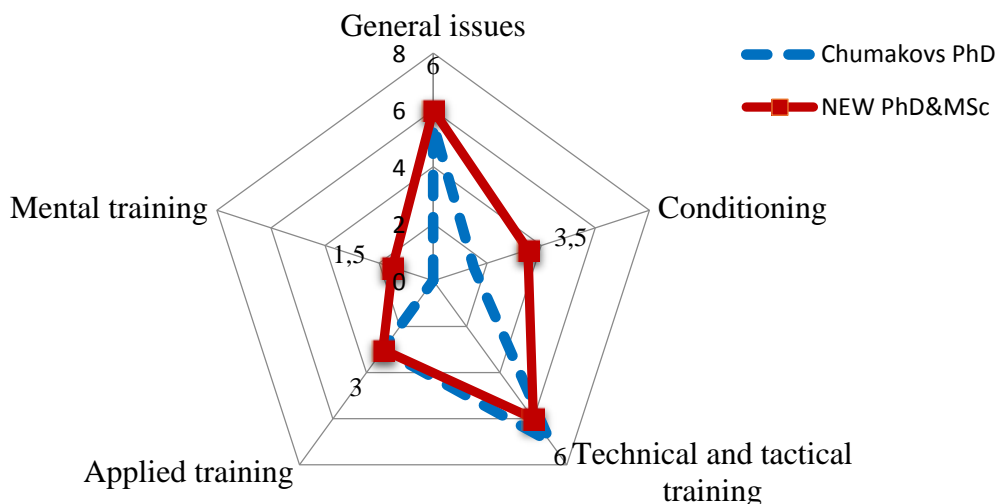 General issues
8
6
6
4
2
0
Chumakovs PhD
NEW PhD&MSc
Mental training
1,5
Conditioning
3,5
3
Applied training
6
Technical and tactical
training